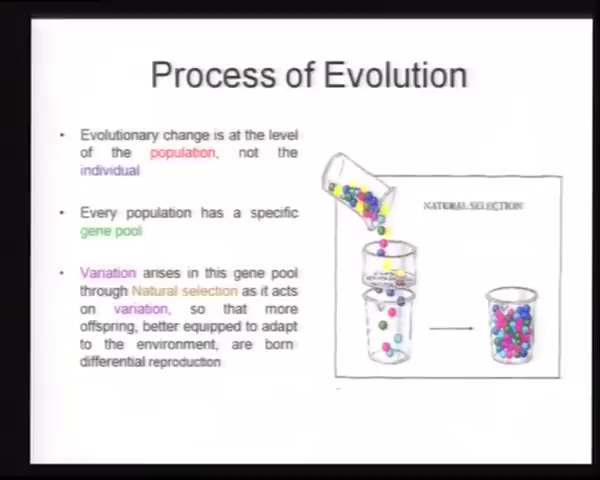 Process of Evolution
Evolutionary change is at the level
of the population, not the
individual
Every population has a specific
gene pool
Variation arises in this gene pool
through Natural selection as it acts
on variation, so that more
offspring, better equipped to adapt
to the environment, are born
differential reproduction
NATURAL SELECTION